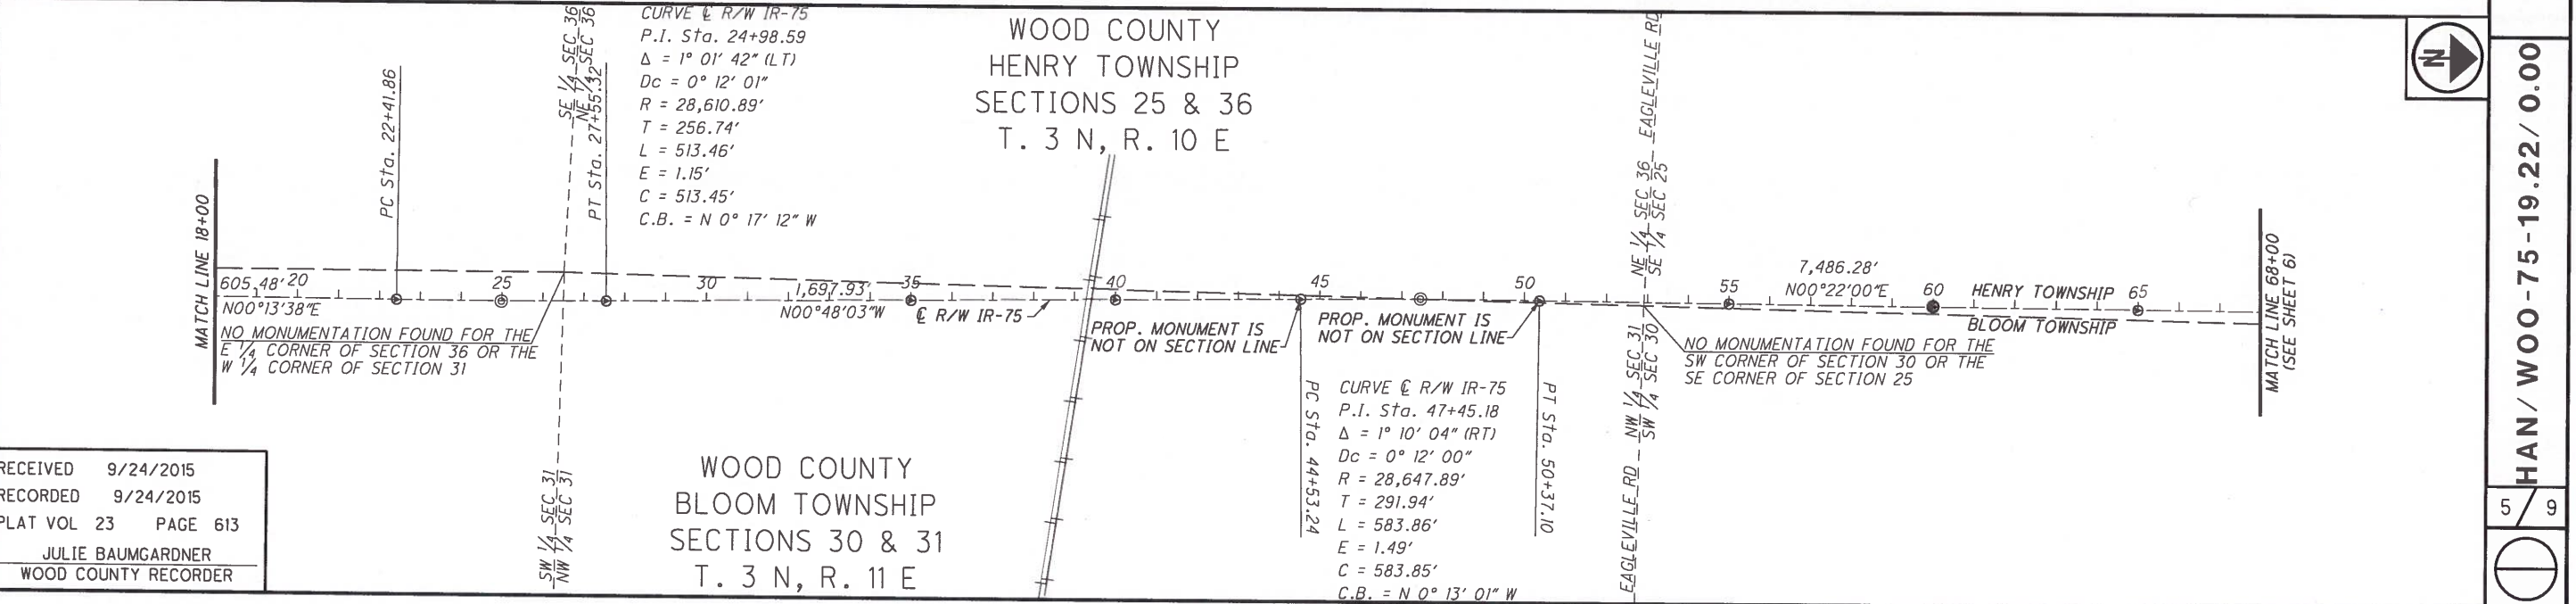 CURVE ℄ R/W IR-75
P.I. Sta. 24+98.59
Δ = 1° 01' 42" (LT)
Dc = 0° 12' 01"
R = 28,610.89'
T = 256.74'
L = 513.46'
E = 1.15'
C = 513.45'
C.B. = N 0° 17' 12" W
WOOD COUNTY
HENRY TOWNSHIP
SECTIONS 25 & 36
T. 3 N, R. 10 E
SE 1/4 SEC 36
NE 1/4 SEC 36
PC Sta. 22+41.86
PT Sta. 27+55.32
MATCH LINE 18+00
605.48'
N00°13'38"E
20
25
30
35
40
45
50
55
60
65
1,697.93'
N00°48'03"W
℄ R/W IR-75
NO MONUMENTATION FOUND FOR THE
E 1/4 CORNER OF SECTION 36 OR THE
W 1/4 CORNER OF SECTION 31
PROP. MONUMENT IS
NOT ON SECTION LINE
PROP. MONUMENT IS
NOT ON SECTION LINE
EAGLEVILLE RD
NE 1/4 SEC 36
SE 1/4 SEC 25
7,486.28'
N00°22'00"E
HENRY TOWNSHIP
BLOOM TOWNSHIP
NO MONUMENTATION FOUND FOR THE
SW CORNER OF SECTION 30 OR THE
SE CORNER OF SECTION 25
MATCH LINE 68+00
(SEE SHEET 6)
SW 1/4 SEC 31
NW 1/4 SEC 31
WOOD COUNTY
BLOOM TOWNSHIP
SECTIONS 30 & 31
T. 3 N, R. 11 E
PC Sta. 44+53.24
CURVE ℄ R/W IR-75
P.I. Sta. 47+45.18
Δ = 1° 10' 04" (RT)
Dc = 0° 12' 00"
R = 28,647.89'
T = 291.94'
L = 583.86'
E = 1.49'
C = 583.85'
C.B. = N 0° 13' 01" W
PT Sta. 50+37.10
EAGLEVILLE RD
NW 1/4 SEC 31
SW 1/4 SEC 30
RECEIVED 9/24/2015
RECORDED 9/24/2015
PLAT VOL 23 PAGE 613
JULIE BAUMGARDNER
WOOD COUNTY RECORDER
N
HAN/WOO-75-19.22/0.00
5/9